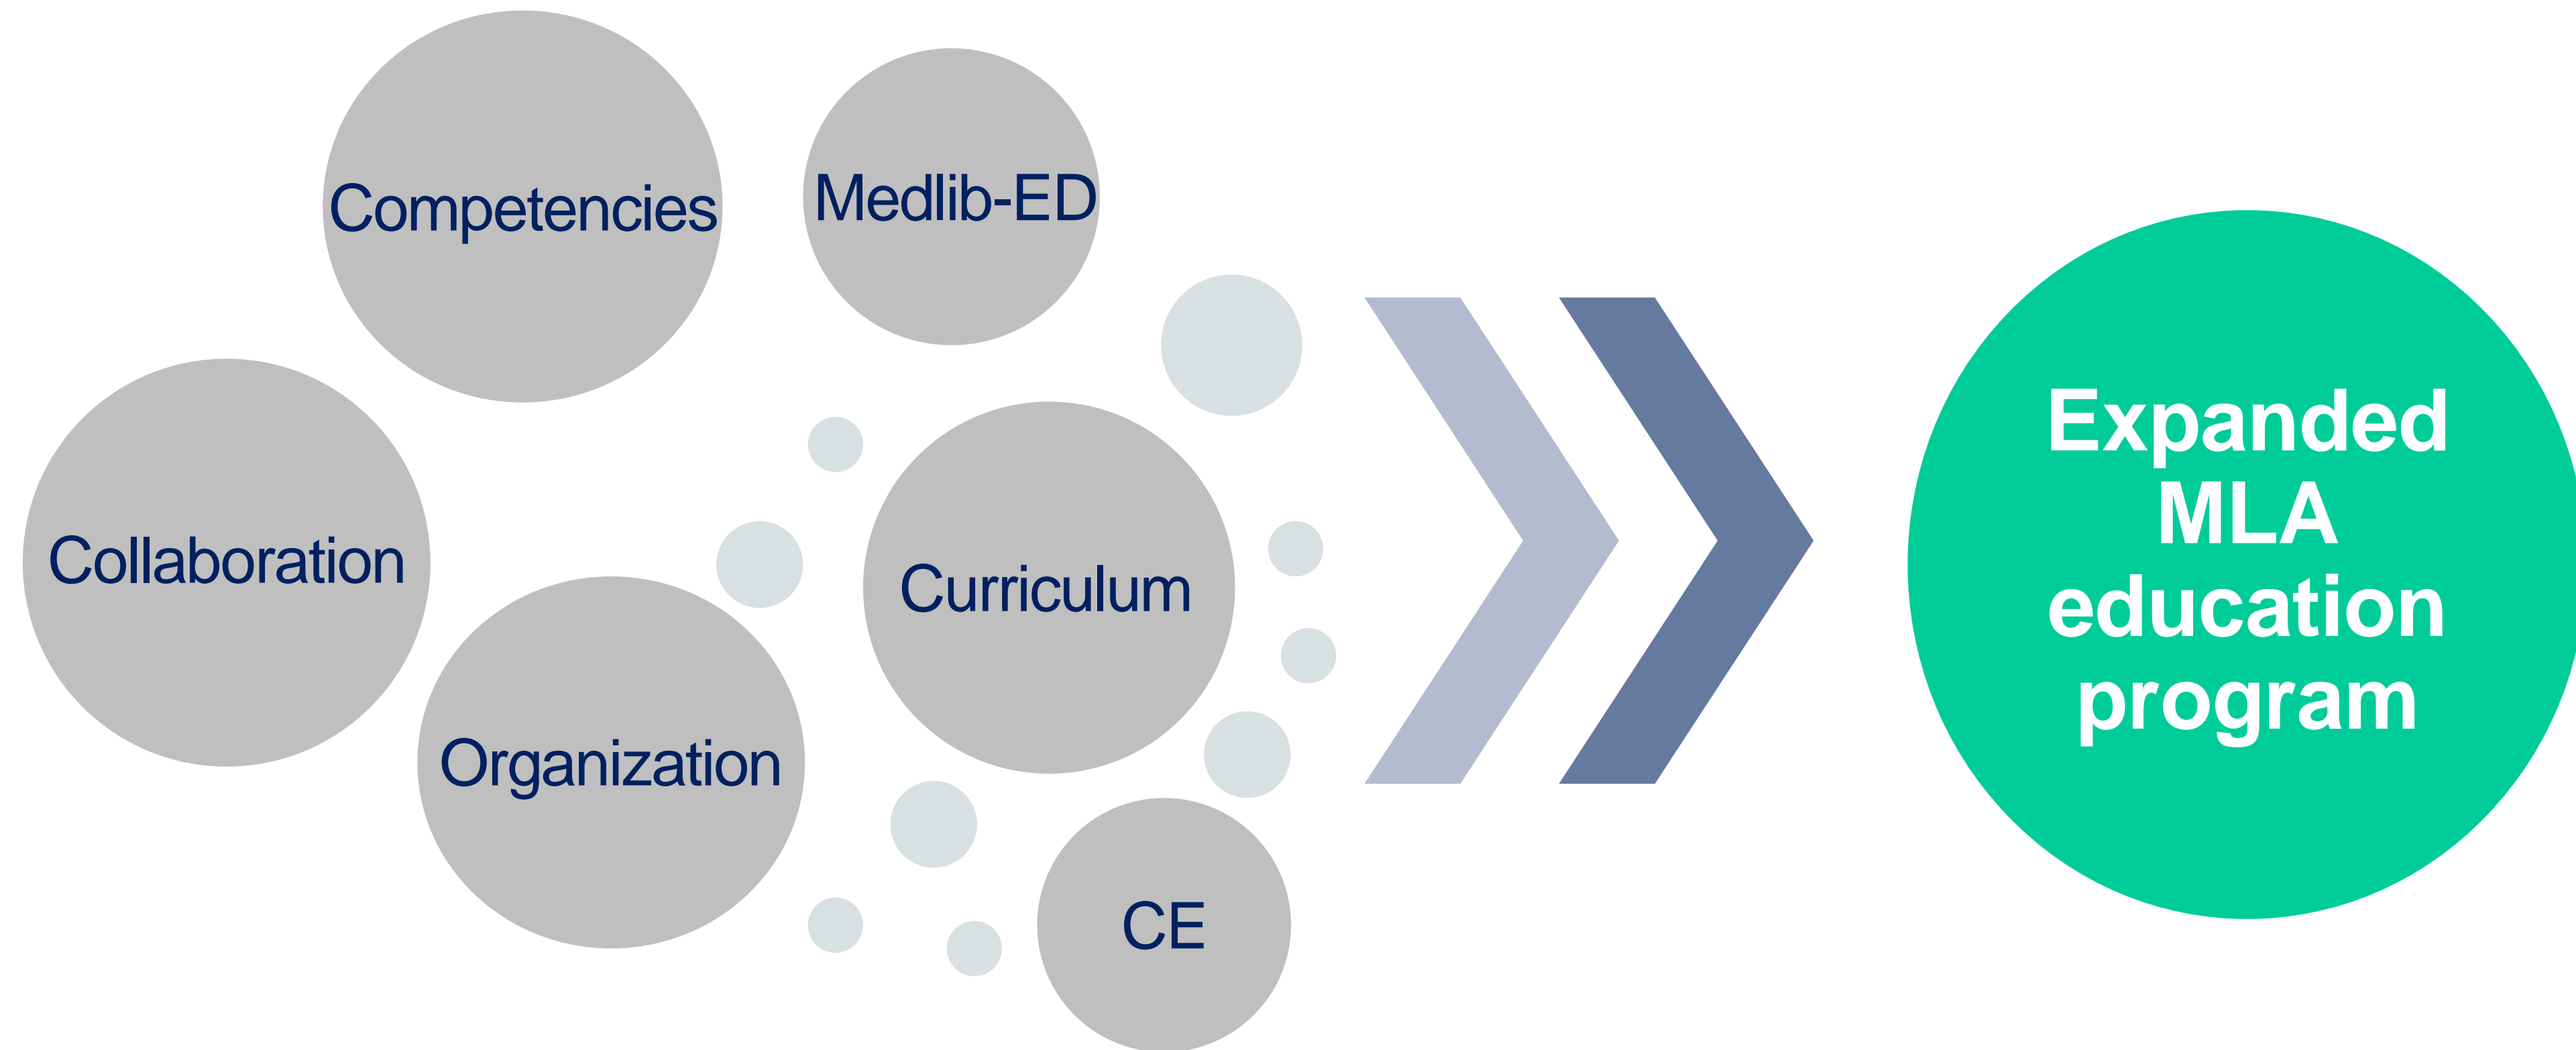 Competencies
Medlib-ED
Collaboration
Curriculum
Organization
CE
Expanded
MLA
education
program